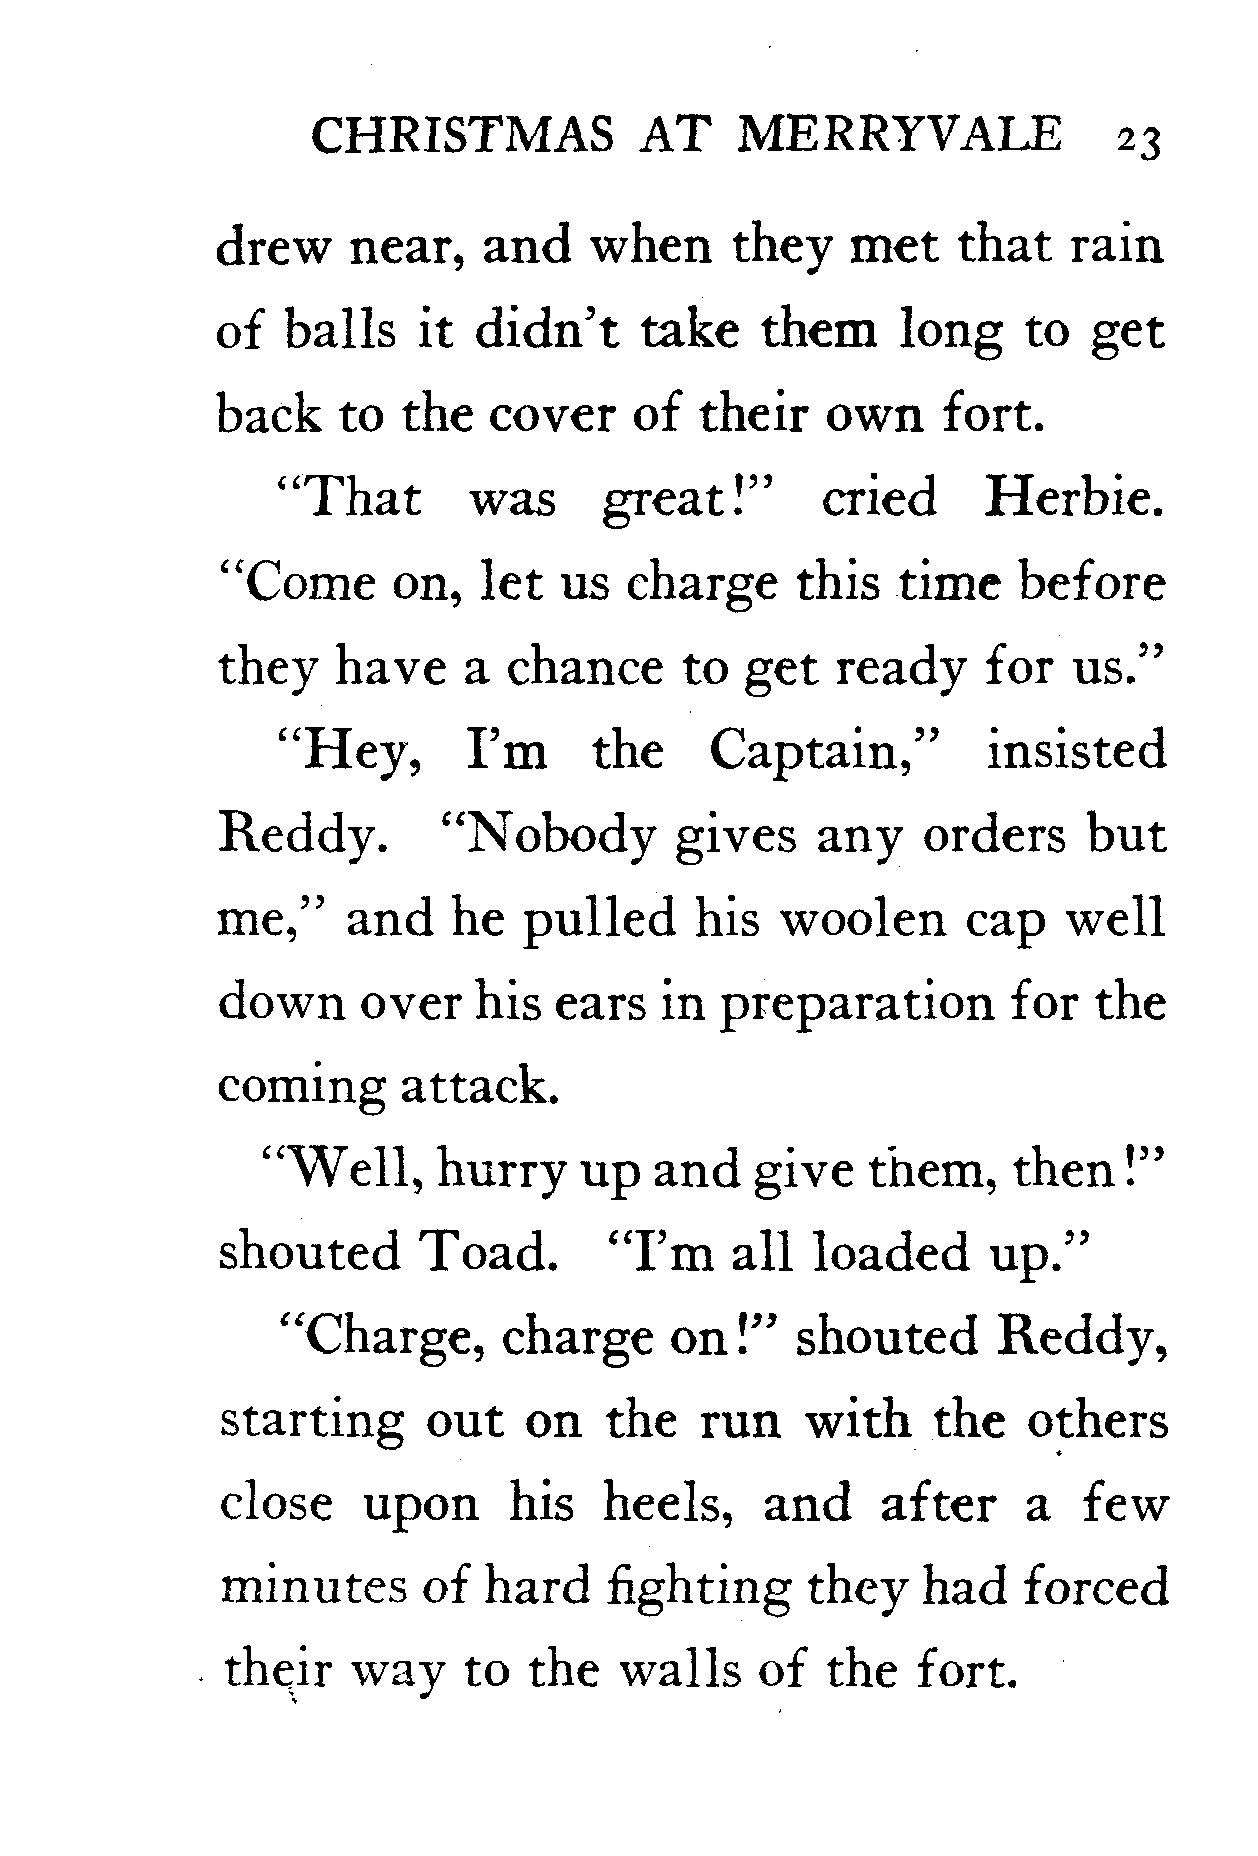 CHRISTMAS AT MERRYVALE 23
drew near, and when they met that rain
of balls it didn't take them long to get
back to the cover of their own fort.
"That was great!" cried Herbie.
"Come on, let us charge this time before
they have a chance to get ready for us."
"Hey, I'm the Captain," insisted
Reddy. "Nobody gives any orders but
me," and he pulled his woolen cap well
down over his ears in preparation for the
coming attack.
"Well, hurry up and give them, then!"
shouted Toad. "I'm all loaded up."
"Charge, charge on!" shouted Reddy,
starting out on the run with the others
close upon his heels, and after a few
minutes of hard fighting they had forced
their way to the walls of the fort.